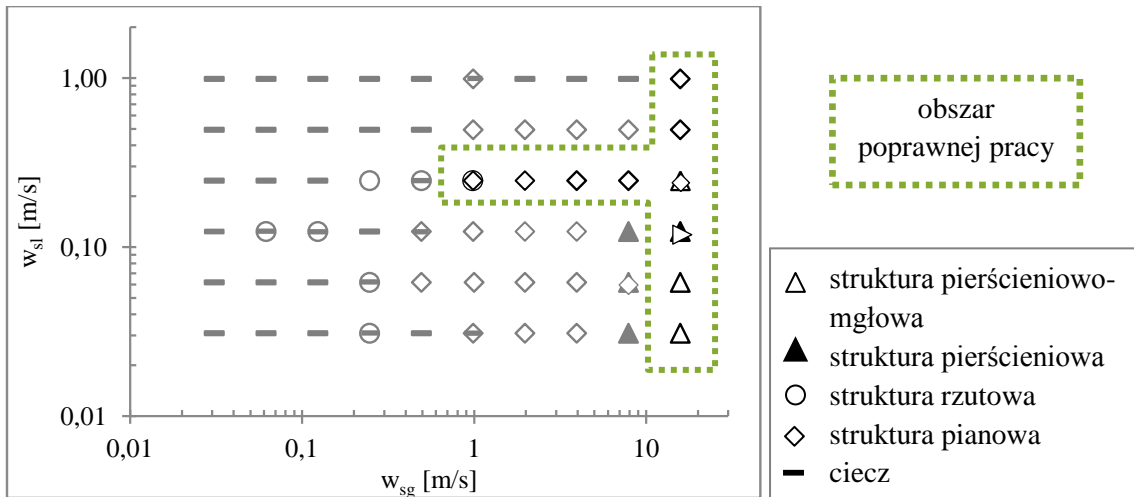 1,00
0,10
0,01
w_sl [m/s]
0,01
0,1
1
10
w_sg [m/s]
obszar
poprawnej pracy
struktura pierścieniowo-
mgłowa
struktura pierścieniowa
struktura rzutowa
struktura pianowa
ciecz